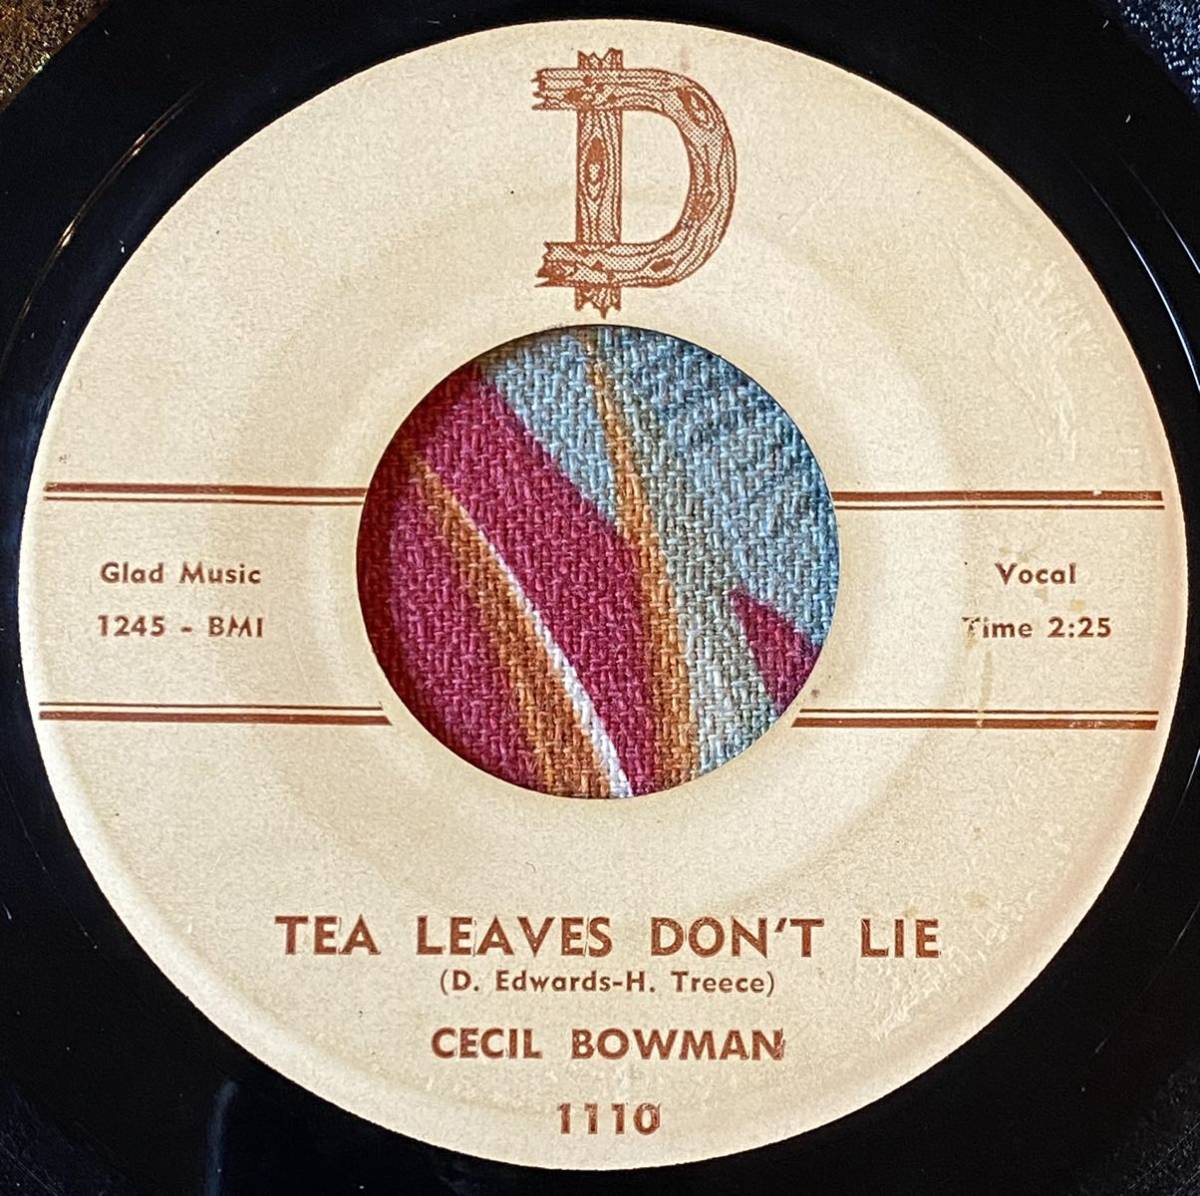 D
Glad Music
1245 - BMI
Vocal
Time 2:25
TEA LEAVES DON'T LIE
(D. Edwards-H. Treece)
CECIL BOWMAN
1110